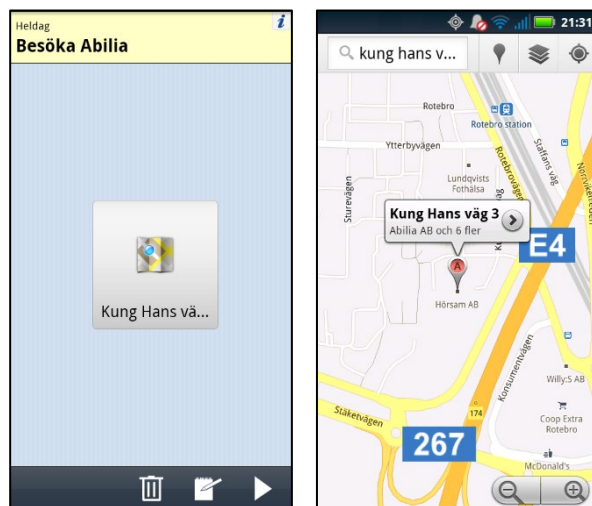 Heldag
Besöka Abilia
i
Kung Hans vä...
21:31
kung hans v...
Rotebro
Rotebro station
Ytterbyvägen
Staffans väg
Rotebrovägen
Lundqvists
Fothälsa
Sturevägen
Norrvikenleden
Kung Hans väg 3
Abilia AB och 6 fler
A
E4
Hörsam AB
Konsumentvägen
Willy:S AB
Stäketvägen
174
Coop Extra
Rotebro
267
McDonald's